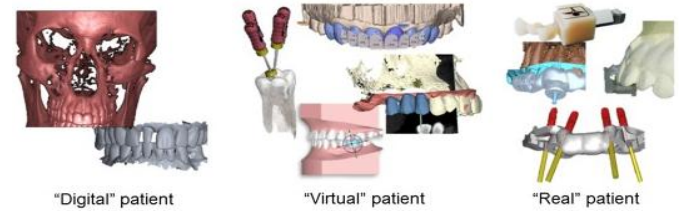 “Digital” patient
“Virtual” patient
“Real” patient